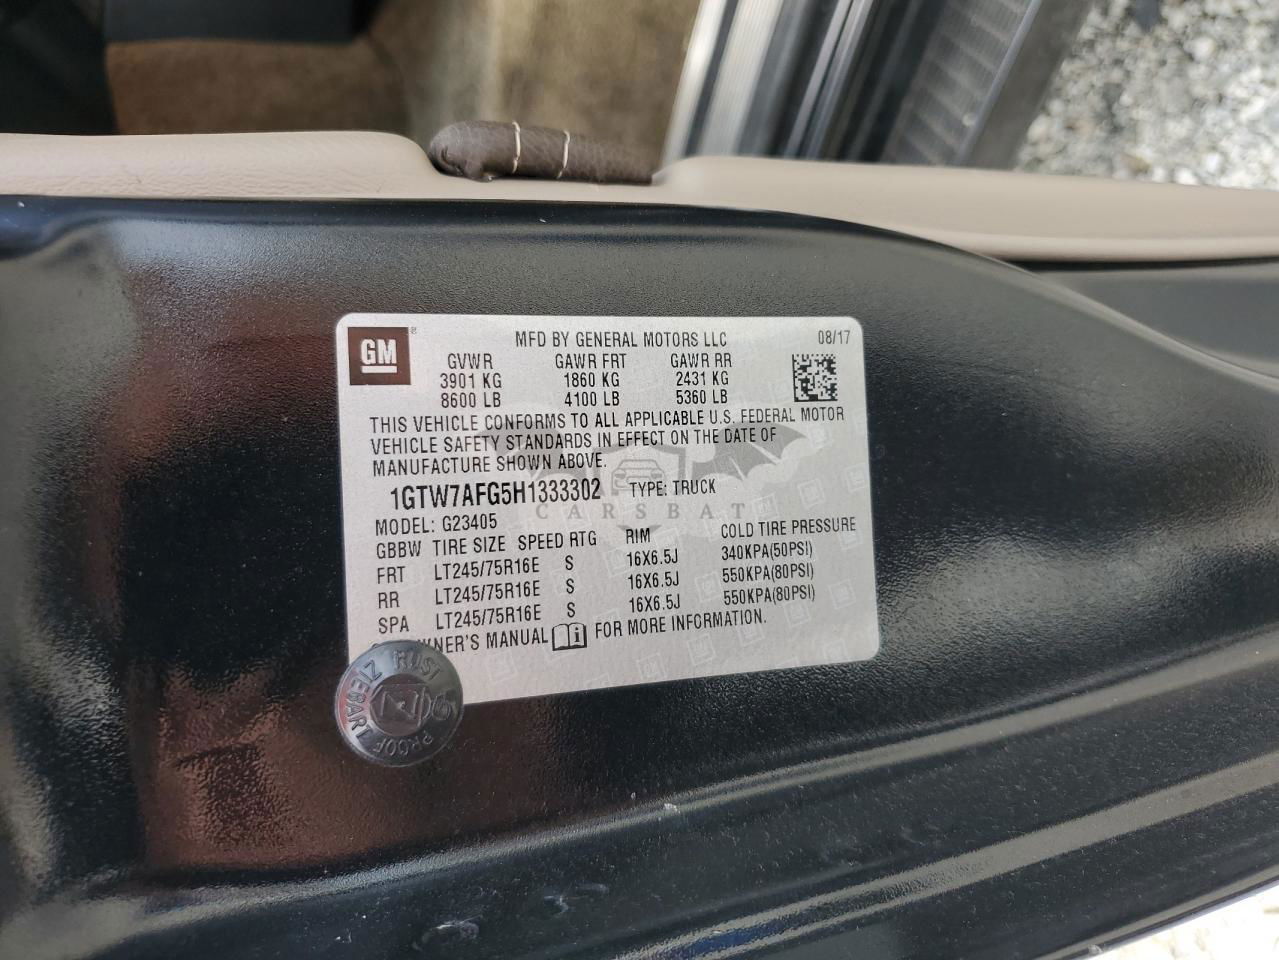 GM
MFD BY GENERAL MOTORS LLC 08/17
GVWR GAWR FRT GAWR RR
3901 KG 1860 KG 2431 KG
8600 LB 4100 LB 5360 LB
THIS VEHICLE CONFORMS TO ALL APPLICABLE U.S. FEDERAL MOTOR
VEHICLE SAFETY STANDARDS IN EFFECT ON THE DATE OF
MANUFACTURE SHOWN ABOVE.
1GTW7AFG5H1333302 TYPE: TRUCK
CARSBAT
MODEL: G23405
GBBW TIRE SIZE SPEED RTG RIM COLD TIRE PRESSURE
FRT LT245/75R16E S 16X6.5J 340KPA(50PSI)
RR LT245/75R16E S 16X6.5J 550KPA(80PSI)
SPA LT245/75R16E S 16X6.5J 550KPA(80PSI)
MANUAL FOR MORE INFORMATION.
ZIEBART RUST
PROOF